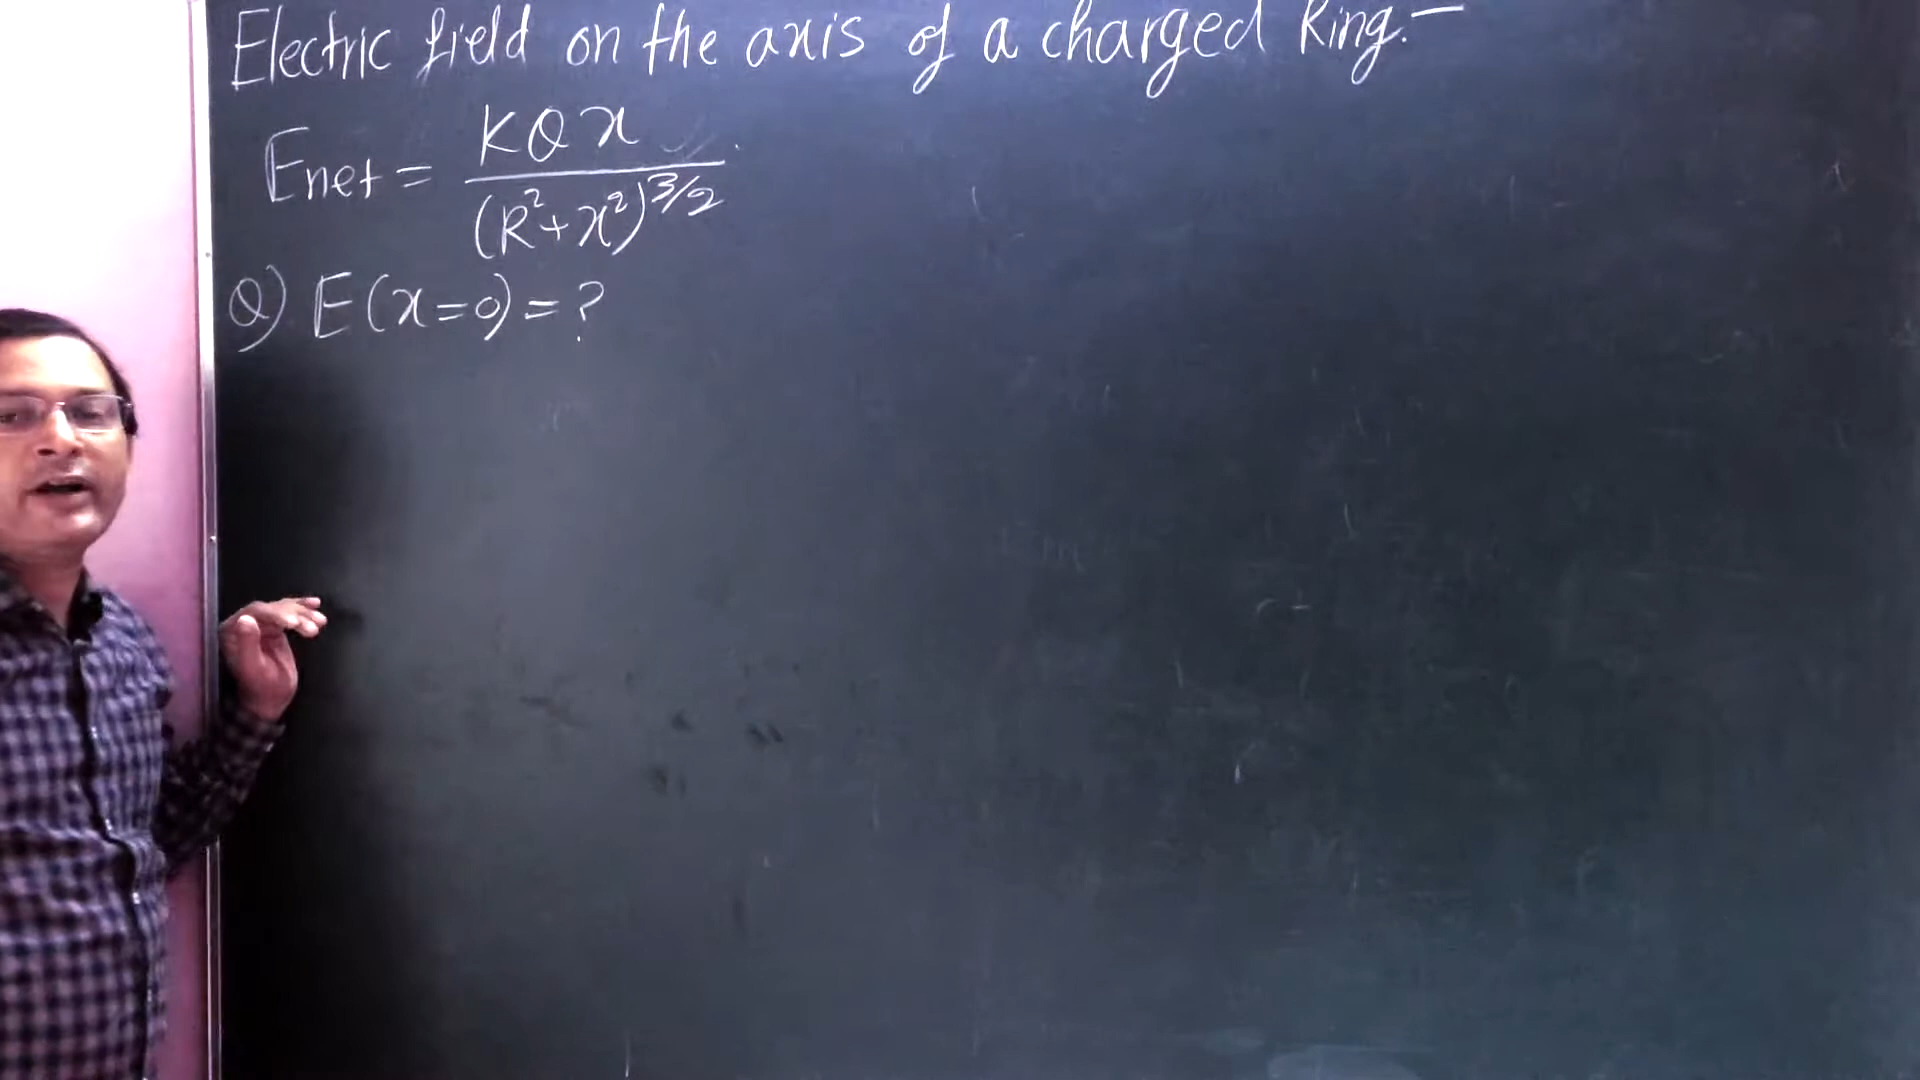 Electric field on the axis of a charged Ring.-
Enet = KQx / (R²+x²)^3/2
Q) E(x=0)=?